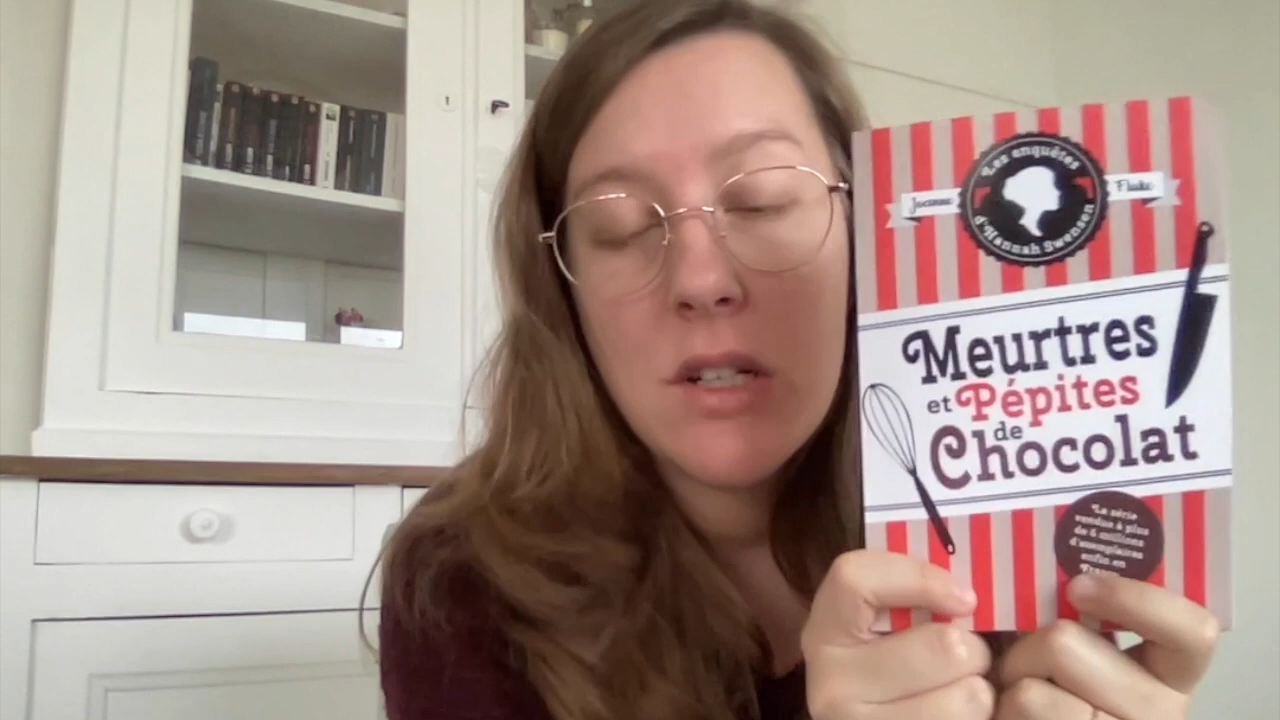 Les enquêtes
Joanne Fluke
d'Hannah Swensen
Meurtres
et Pépites
de
Chocolat
La série
vendue à plus
de 6 millions
d'exemplaires
enfin en